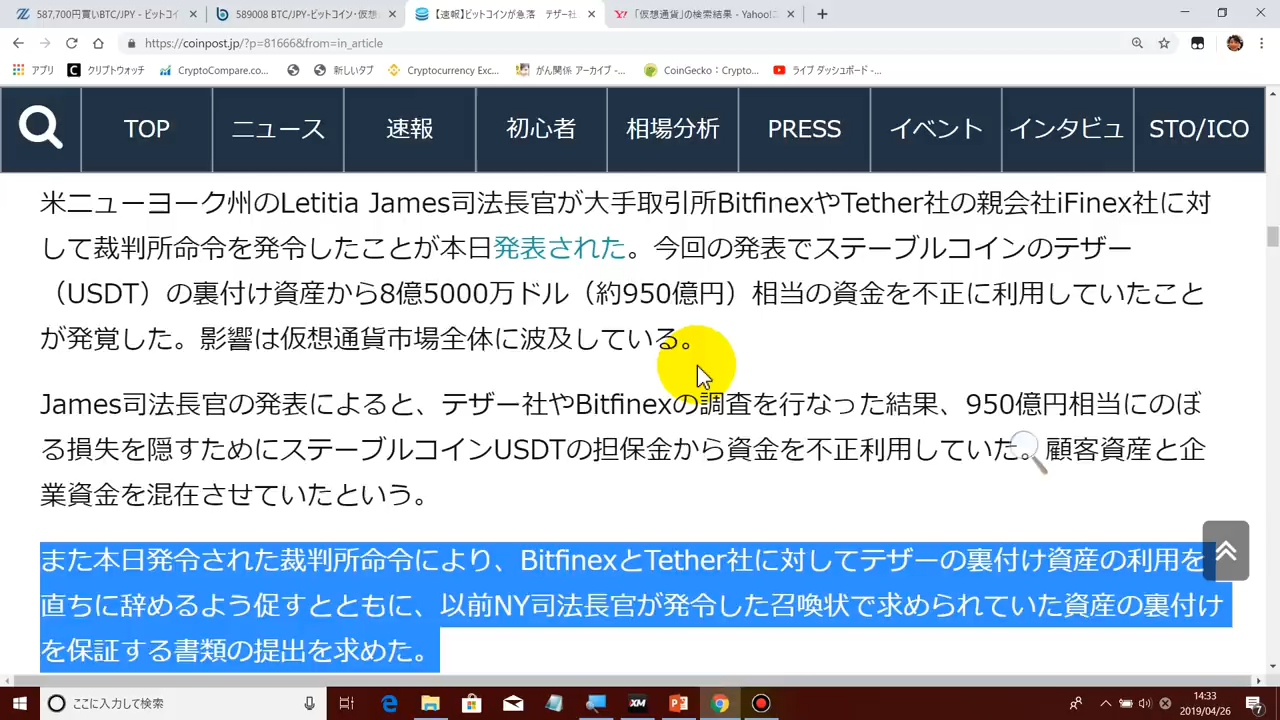 587,700円買いBTC/JPY - ビットコイ
589008 BTC/JPY-ビットコイン・仮想
【速報】ビットコインが急落 テザー社
「仮想通貨」の検索結果 - Yahoo!ニ
https://coinpost.jp/?p=81666&from=in_article
アプリ
クリプトウォッチ
CryptoCompare.co...
新しいタブ
Cryptocurrency Exc...
がん関係 アーカイブ -...
CoinGecko：Crypto...
ライブ ダッシュボード -...
TOP
ニュース
速報
初心者
相場分析
PRESS
イベント
インタビュ
STO/ICO
米ニューヨーク州のLetitia James司法長官が大手取引所BitfinexやTether社の親会社iFinex社に対
して裁判所命令を発令したことが本日発表された。今回の発表でステーブルコインのテザー
（USDT）の裏付け資産から8億5000万ドル（約950億円）相当の資金を不正に利用していたこと
が発覚した。影響は仮想通貨市場全体に波及している。
James司法長官の発表によると、テザー社やBitfinexの調査を行なった結果、950億円相当にのぼ
る損失を隠すためにステーブルコインUSDTの担保金から資金を不正利用していた。顧客資産と企
業資金を混在させていたという。
また本日発令された裁判所命令により、BitfinexとTether社に対してテザーの裏付け資産の利用を
直ちに辞めるよう促すとともに、以前NY司法長官が発令した召喚状で求められていた資産の裏付け
を保証する書類の提出を求めた。
ここに入力して検索
XM
14:33
2019/04/26
7